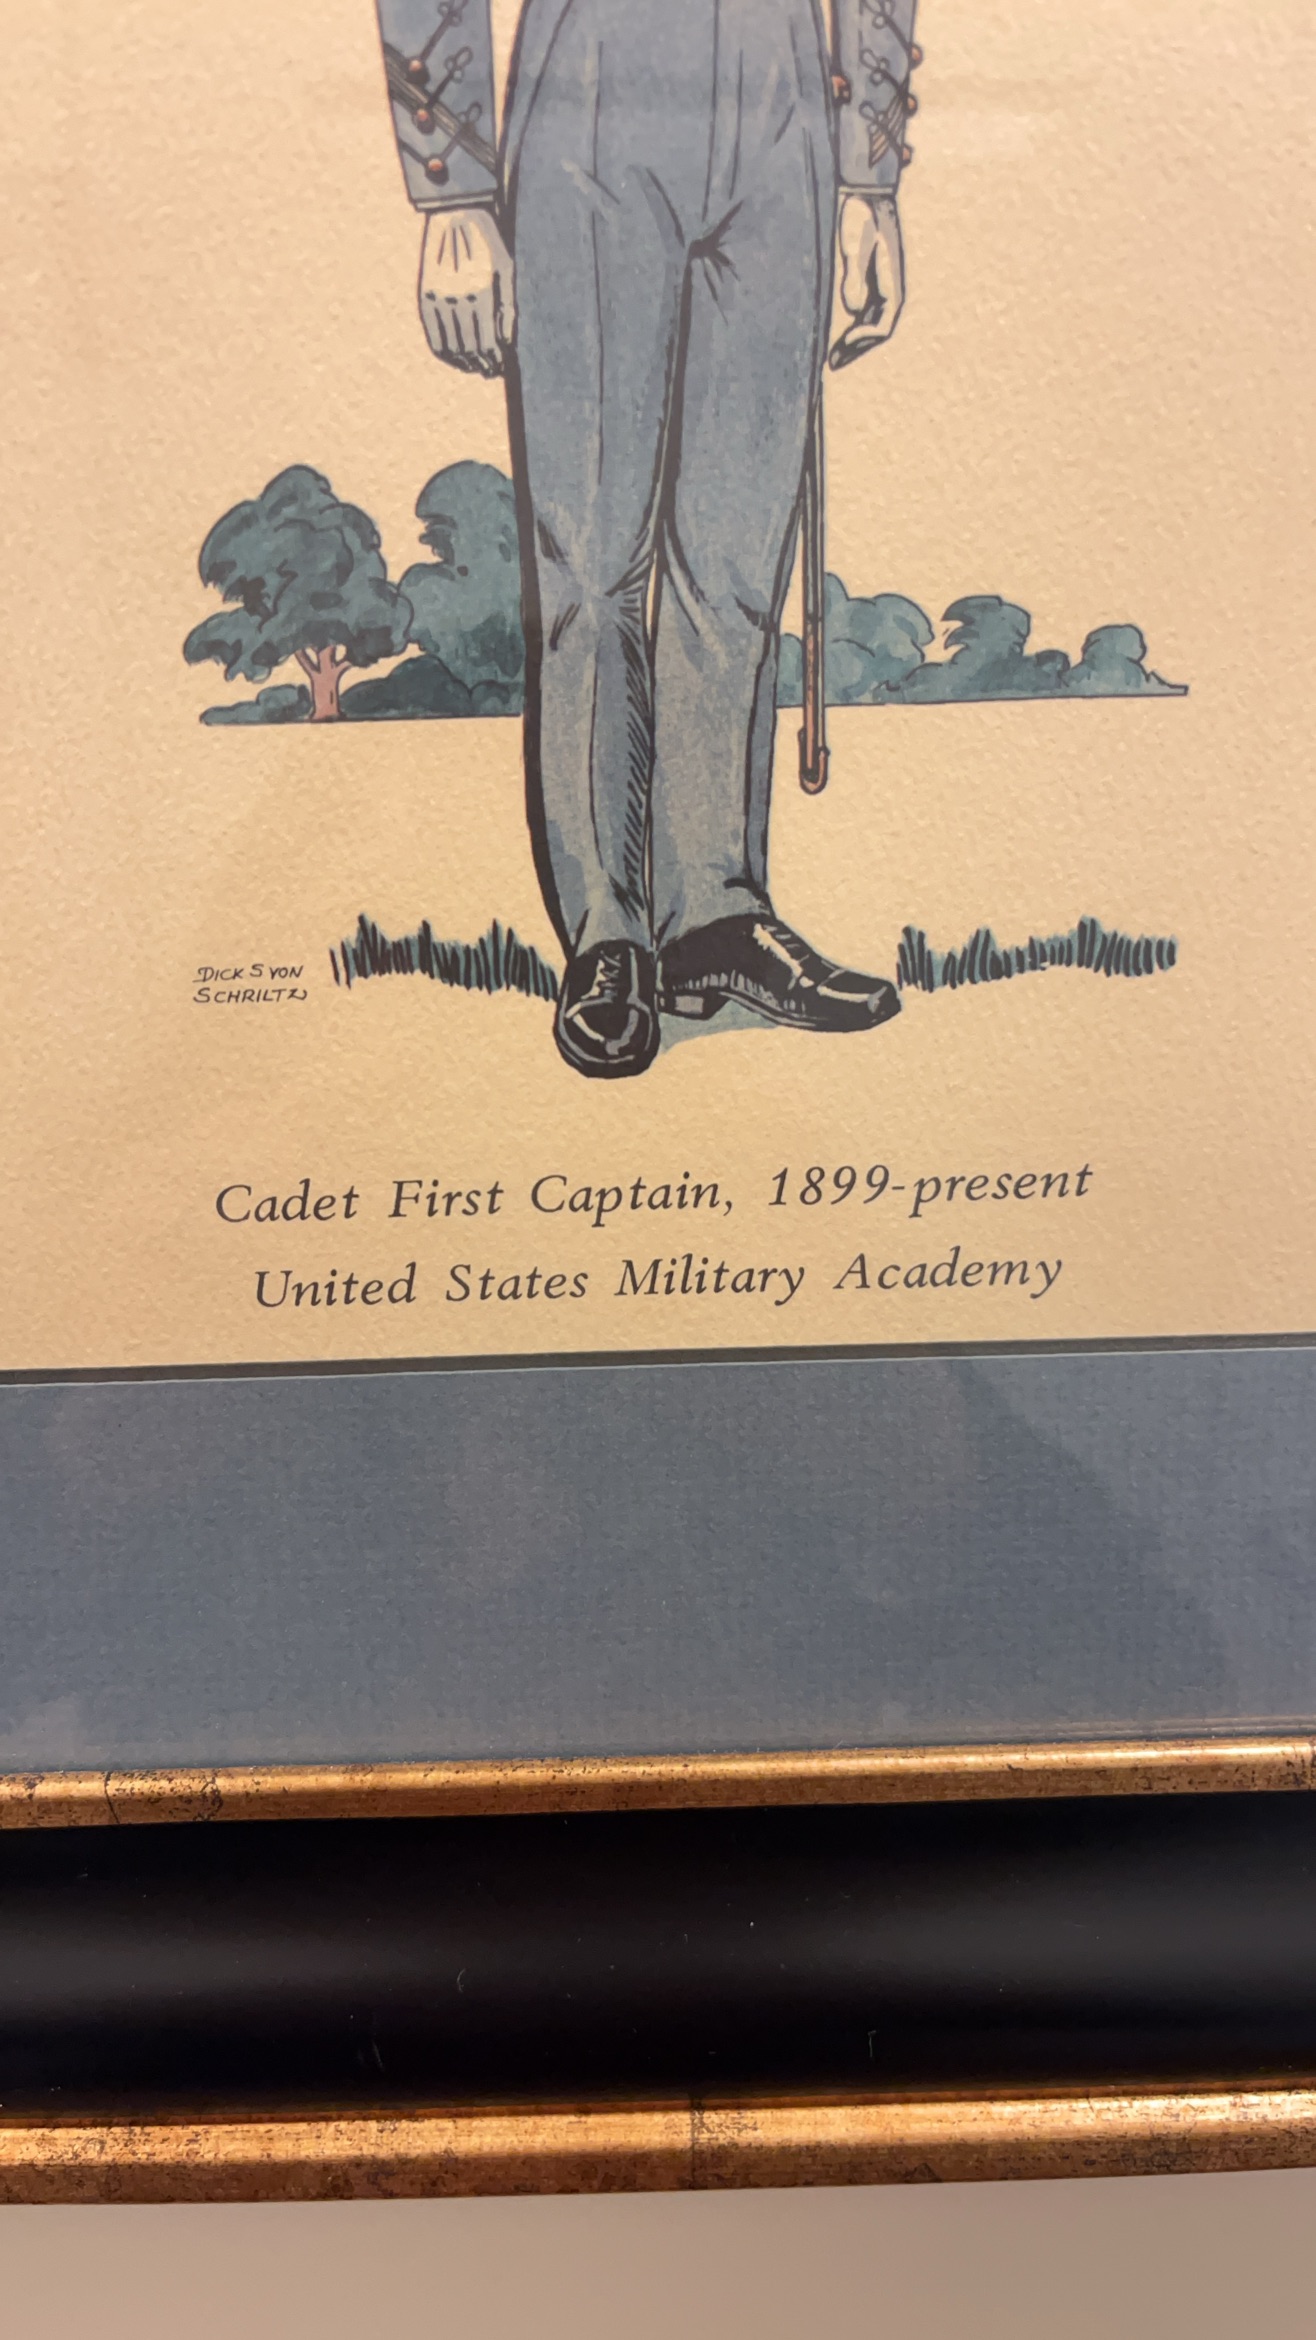 DICK S VON
SCHRILTZ
Cadet First Captain, 1899-present
United States Military Academy